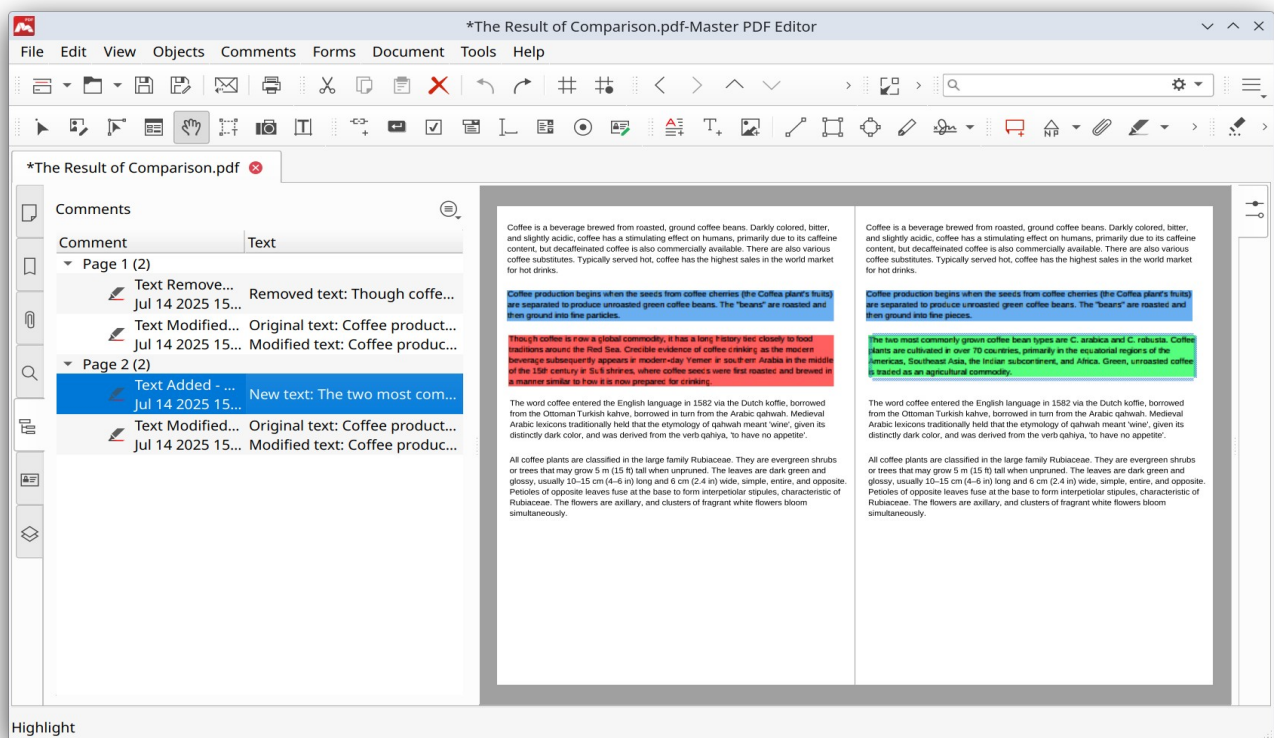 *The Result of Comparison.pdf-Master PDF Editor
File Edit View Objects Comments Forms Document Tools Help
*The Result of Comparison.pdf
Comments
Comment Text
Page 1 (2)
Text Remove...
Jul 14 2025 15...
Removed text: Though coffe...
Text Modified...
Jul 14 2025 15...
Original text: Coffee product...
Modified text: Coffee produc...
Page 2 (2)
Text Added - ...
Jul 14 2025 15...
New text: The two most com...
Text Modified...
Jul 14 2025 15...
Original text: Coffee product...
Modified text: Coffee produc...
Coffee is a beverage brewed from roasted, ground coffee beans. Darkly colored, bitter,
and slightly acidic, coffee has a stimulating effect on humans, primarily due to its caffeine
content, but decaffeinated coffee is also commercially available. There are also various
coffee substitutes. Typically served hot, coffee has the highest sales in the world market
for hot drinks.
Coffee production begins when the seeds from coffee cherries (the Coffea plant's fruits)
are separated to produce unroasted green coffee beans. The "beans" are roasted and
then ground into fine particles.
Though coffee is now a global commodity, it has a long history tied closely to food
traditions around the Red Sea. Credible evidence of coffee drinking as the modern
beverage subsequently appears in modern-day Yemen in southern Arabia in the middle
of the 15th century in Sufi shrines, where coffee seeds were first roasted and brewed in
a manner similar to how it is now prepared for drinking.
The word coffee entered the English language in 1582 via the Dutch koffie, borrowed
from the Ottoman Turkish kahve, borrowed in turn from the Arabic qahwah. Medieval
Arabic lexicons traditionally held that the etymology of qahwah meant 'wine', given its
distinctly dark color, and was derived from the verb qahiya, 'to have no appetite'.
All coffee plants are classified in the large family Rubiaceae. They are evergreen shrubs
or trees that may grow 5 m (15 ft) tall when unpruned. The leaves are dark green and
glossy, usually 10–15 cm (4–6 in) long and 6 cm (2.4 in) wide, simple, entire, and opposite.
Petioles of opposite leaves fuse at the base to form interpetiolar stipules, characteristic of
Rubiaceae. The flowers are axillary, and clusters of fragrant white flowers bloom
simultaneously.
Coffee is a beverage brewed from roasted, ground coffee beans. Darkly colored, bitter,
and slightly acidic, coffee has a stimulating effect on humans, primarily due to its caffeine
content, but decaffeinated coffee is also commercially available. There are also various
coffee substitutes. Typically served hot, coffee has the highest sales in the world market
for hot drinks.
Coffee production begins when the seeds from coffee cherries (the Coffea plant's fruits)
are separated to produce unroasted green coffee beans. The "beans" are roasted and
then ground into fine pieces.
The two most commonly grown coffee bean types are C. arabica and C. robusta. Coffee
plants are cultivated in over 70 countries, primarily in the equatorial regions of the
Americas, Southeast Asia, the Indian subcontinent, and Africa. Green, unroasted coffee
is traded as an agricultural commodity.
The word coffee entered the English language in 1582 via the Dutch koffie, borrowed
from the Ottoman Turkish kahve, borrowed in turn from the Arabic qahwah. Medieval
Arabic lexicons traditionally held that the etymology of qahwah meant 'wine', given its
distinctly dark color, and was derived from the verb qahiya, 'to have no appetite'.
All coffee plants are classified in the large family Rubiaceae. They are evergreen shrubs
or trees that may grow 5 m (15 ft) tall when unpruned. The leaves are dark green and
glossy, usually 10–15 cm (4–6 in) long and 6 cm (2.4 in) wide, simple, entire, and opposite.
Petioles of opposite leaves fuse at the base to form interpetiolar stipules, characteristic of
Rubiaceae. The flowers are axillary, and clusters of fragrant white flowers bloom
simultaneously.
Highlight